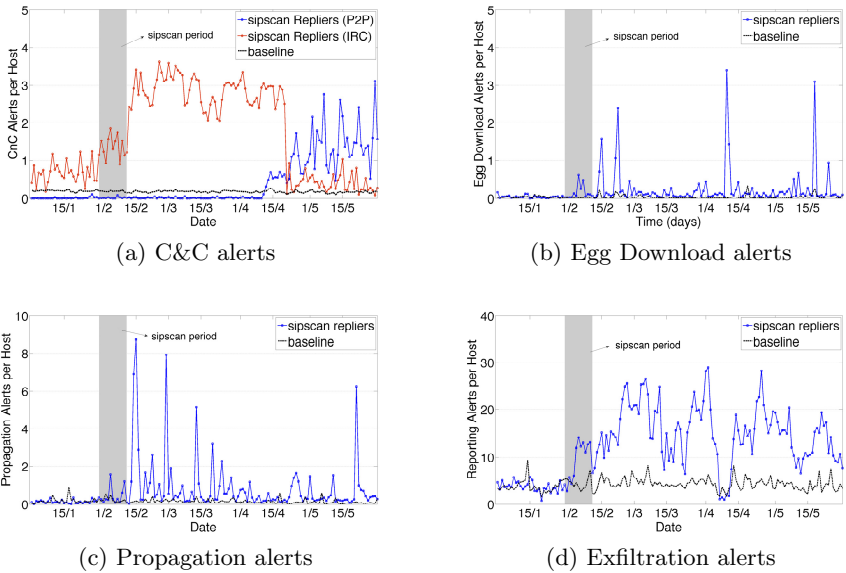 5
4
3
2
1
0
CnC Alerts per Host
sipscan Repliers (P2P)
sipscan Repliers (IRC)
baseline
sipscan period
15/1 1/2 15/2 1/3 15/3 1/4 15/4 1/5 15/5
Date
(a) C&C alerts
5
4
3
2
1
0
Egg Download Alerts per Host
sipscan repliers
baseline
sipscan period
15/1 1/2 15/2 1/3 15/3 1/4 15/4 1/5 15/5
Time (days)
(b) Egg Download alerts
10
8
6
4
2
0
Propagation Alerts per Host
sipscan repliers
baseline
sipscan period
15/1 1/2 15/2 1/3 15/3 1/4 15/4 1/5 15/5
Date
(c) Propagation alerts
40
30
20
10
0
Reporting Alerts per Host
sipscan repliers
baseline
sipscan period
15/1 1/2 15/2 1/3 15/3 1/4 15/4 1/5 15/5
Date
(d) Exfiltration alerts